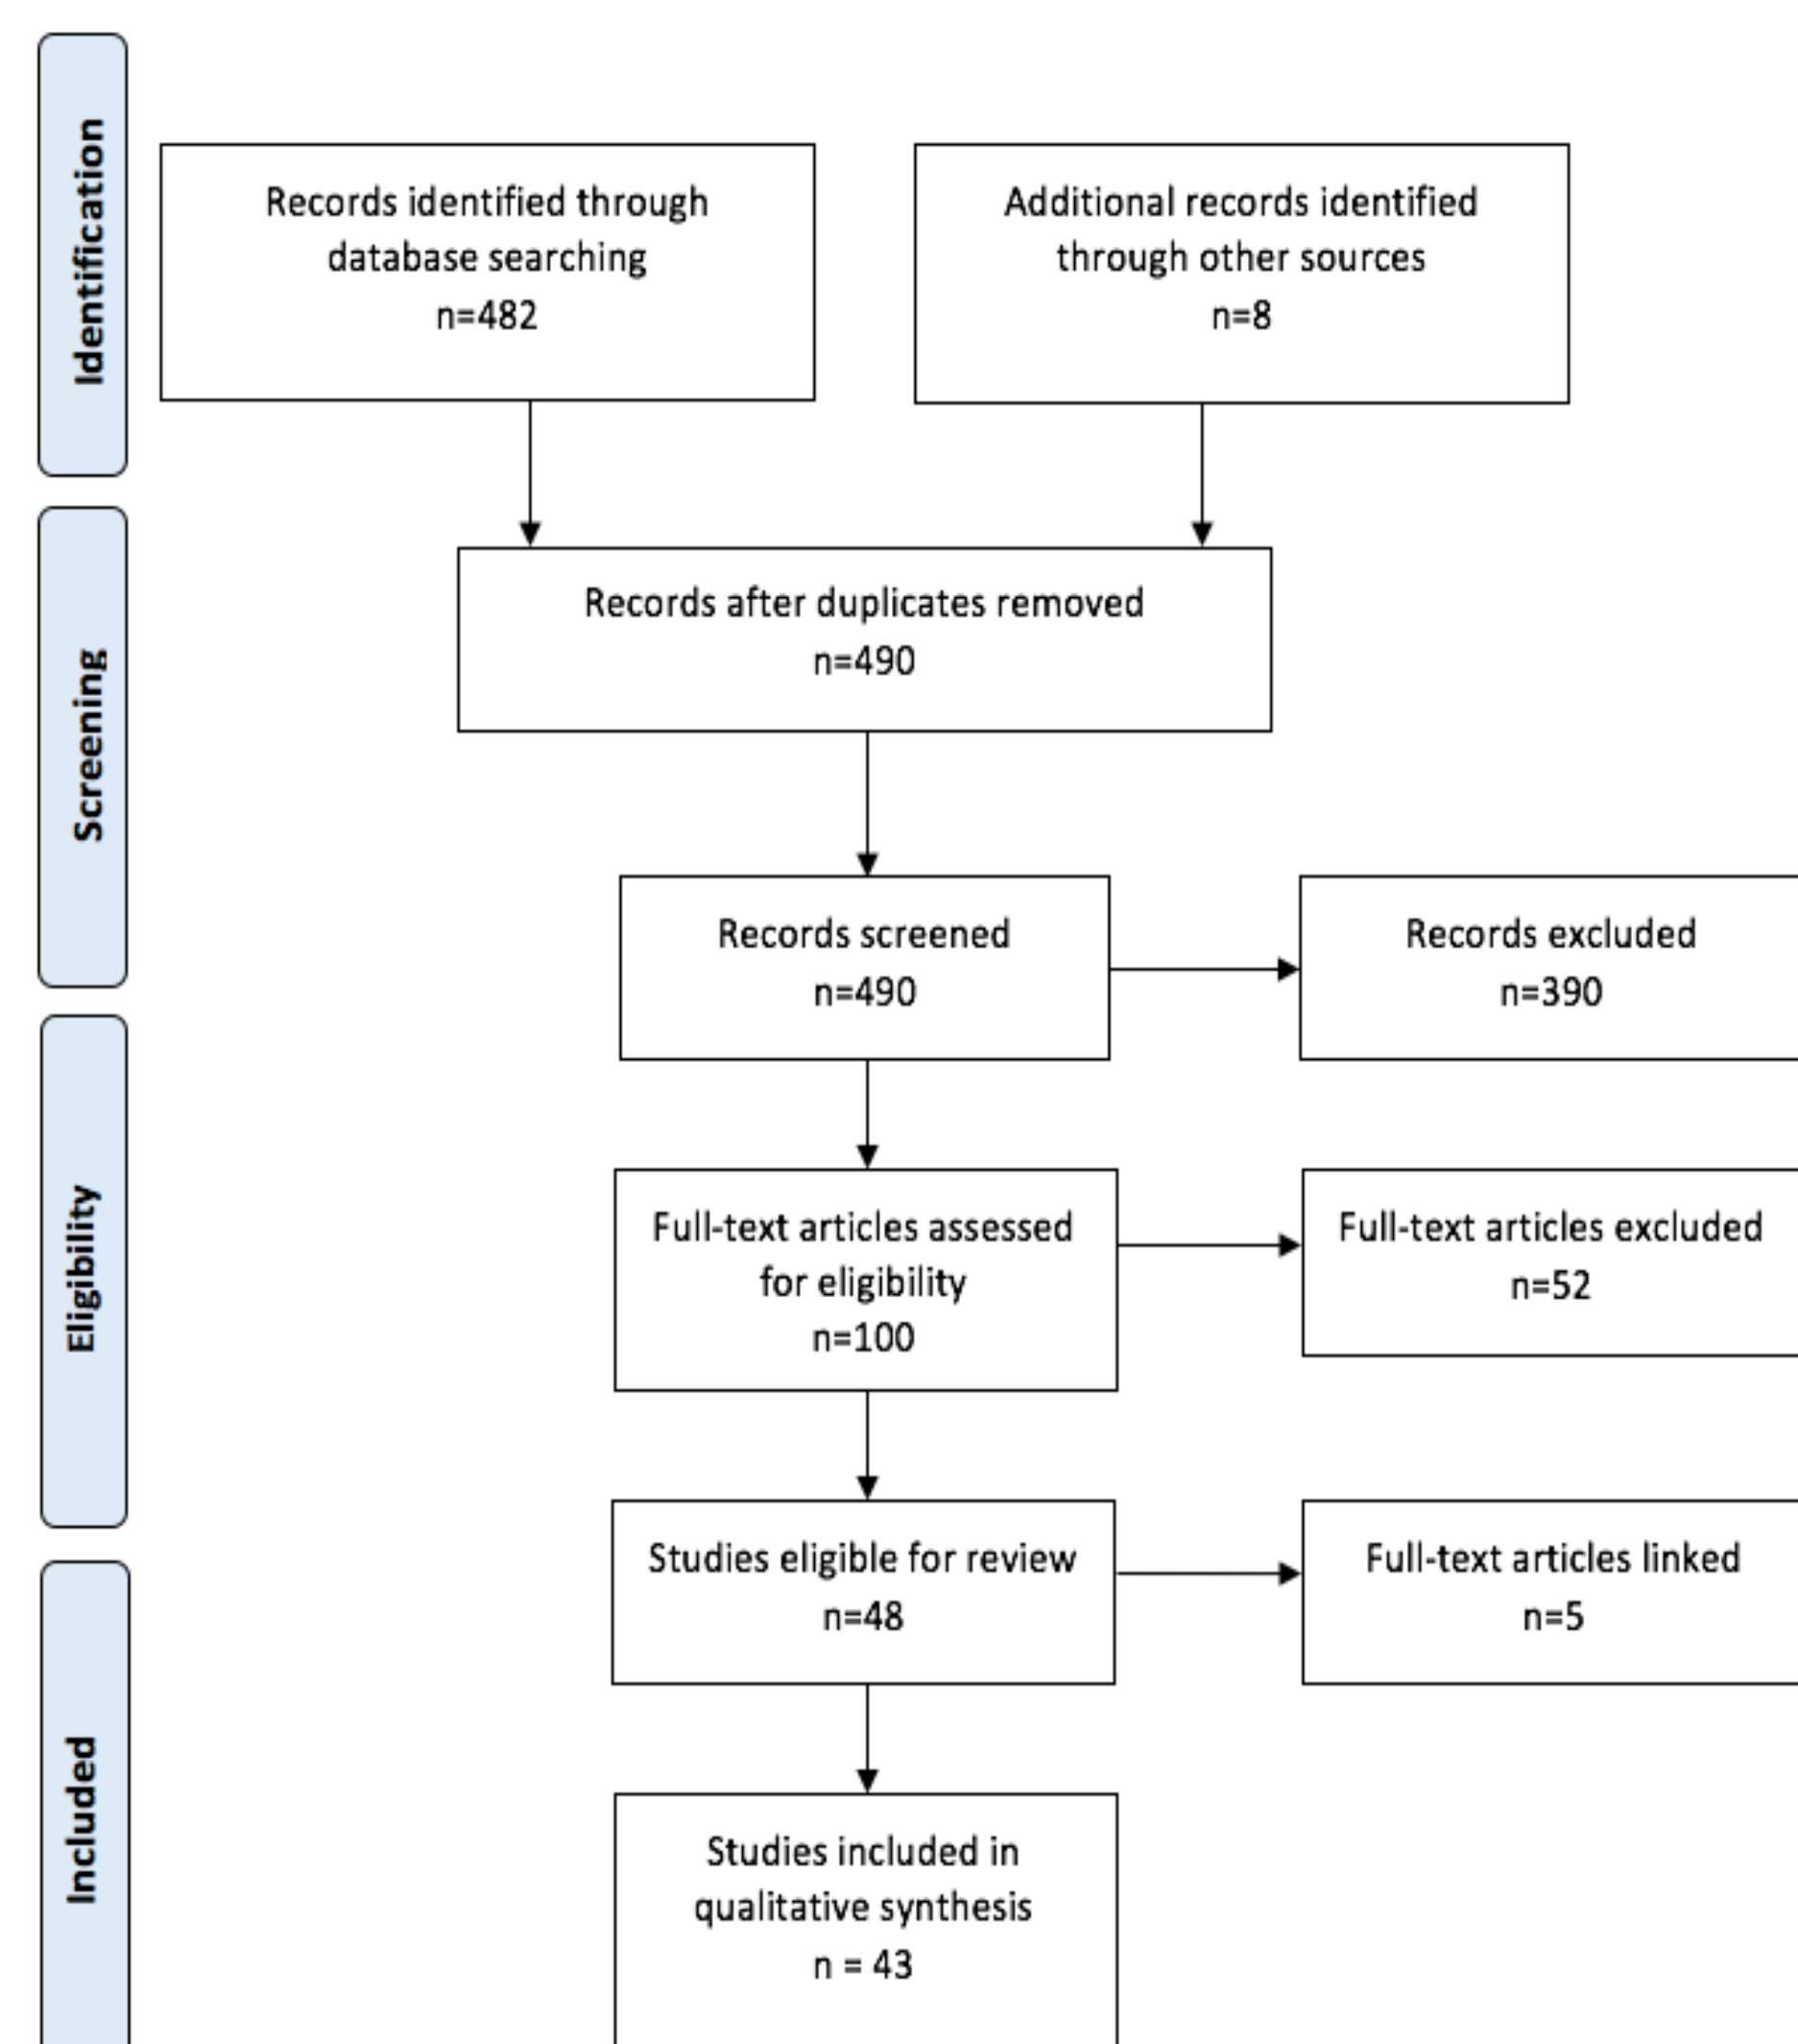 Identification
Records identified through
database searching
n=482
Additional records identified
through other sources
n=8
Screening
Records after duplicates removed
n=490
Records screened
n=490
Records excluded
n=390
Eligibility
Full-text articles assessed
for eligibility
n=100
Full-text articles excluded
n=52
Studies eligible for review
n=48
Full-text articles linked
n=5
Included
Studies included in
qualitative synthesis
n = 43